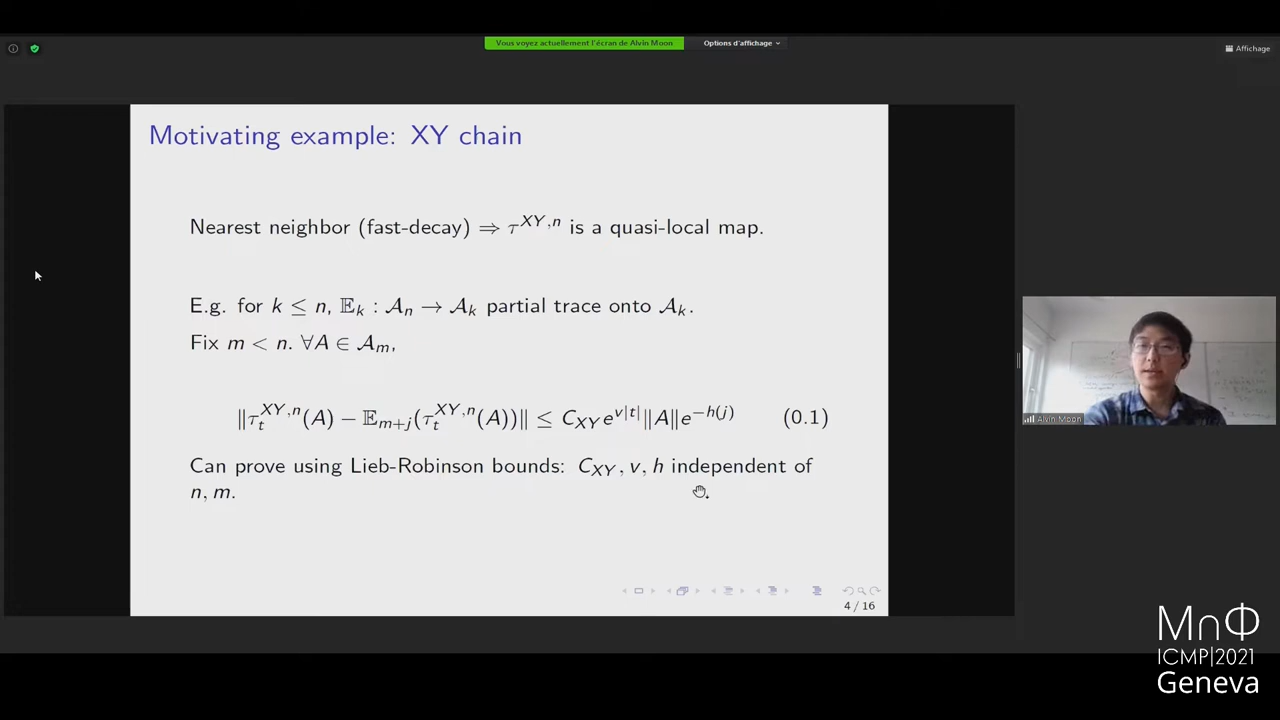 Vous voyez actuellement l'écran de Alvin Moon
Options d'affichage
Affichage
Motivating example: XY chain
Nearest neighbor (fast-decay) ⇒ τ^{XY,n} is a quasi-local map.
E.g. for k ≤ n, 𝔼_k : 𝒜_n → 𝒜_k partial trace onto 𝒜_k.
Fix m < n. ∀A ∈ 𝒜_m,
‖τ_t^{XY,n}(A) − 𝔼_{m+j}(τ_t^{XY,n}(A))‖ ≤ C_{XY} e^{v|t|}‖A‖e^{−h(j)} (0.1)
Can prove using Lieb-Robinson bounds: C_{XY}, v, h independent of
n, m.
4 / 16
Alvin Moon
M∩Φ
ICMP|2021
Geneva